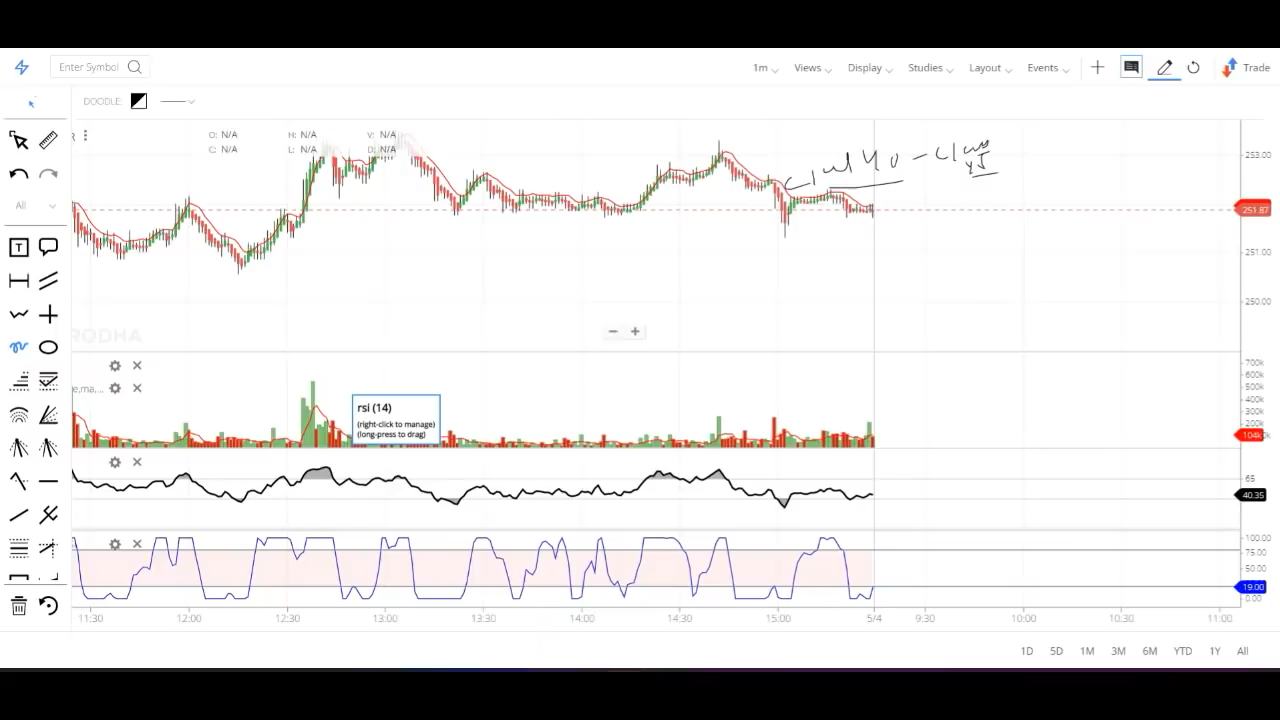 Enter Symbol
1m Views Display Studies Layout Events Trade
DOODLE:
R O: N/A H: N/A V: N/A
C: N/A L: N/A D: N/A
253.00
251.87
251.00
250.00
All
RODHA
700k
600k
400k
300k
200k
104k
e,ma,...
rsi (14)
(right-click to manage)
(long-press to drag)
65
40.35
100.00
75.00
50.00
19.00
0.00
11:30 12:00 12:30 13:00 13:30 14:00 14:30 15:00 5/4 9:30 10:00 10:30 11:00
1D 5D 1M 3M 6M YTD 1Y All